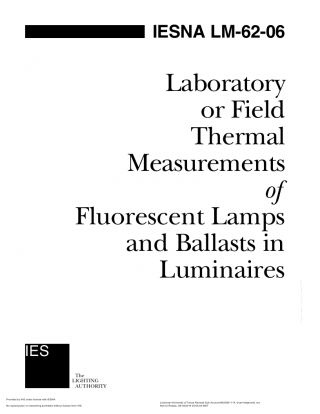 IESNA LM-62-06
Laboratory
or Field
Thermal
Measurements
of
Fluorescent Lamps
and Ballasts in
Luminaires
IES
The
LIGHTING
AUTHORITY